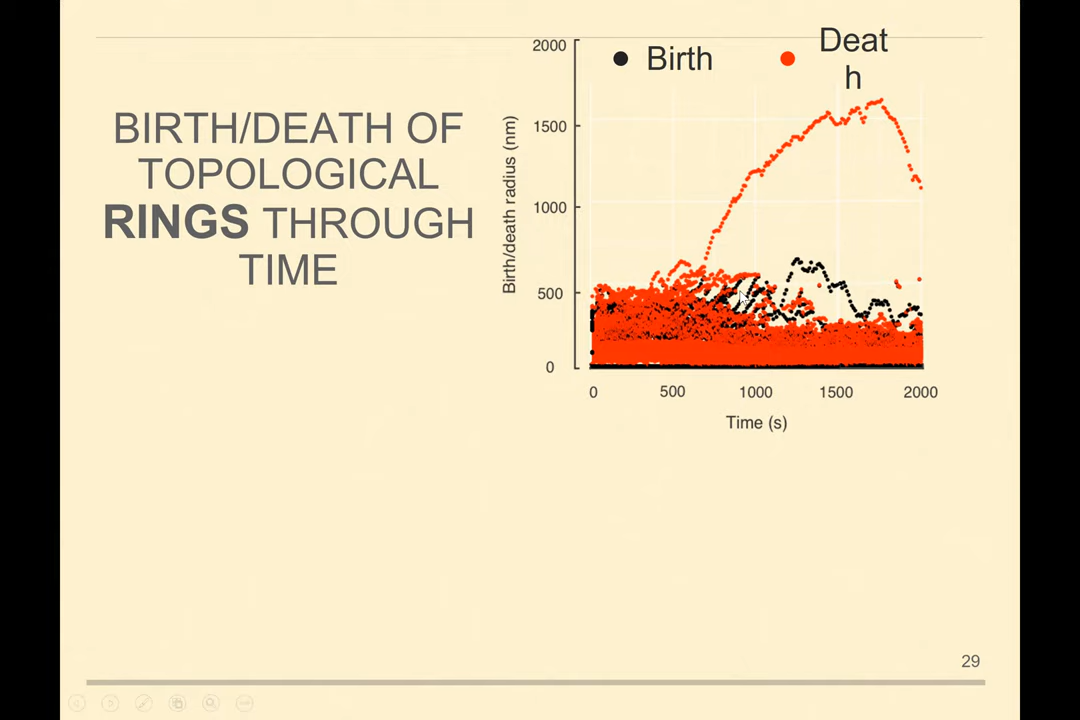 BIRTH/DEATH OF
TOPOLOGICAL
RINGS THROUGH
TIME
Birth
Deat
h
Birth/death radius (nm)
2000
1500
1000
500
0
0 500 1000 1500 2000
Time (s)
29